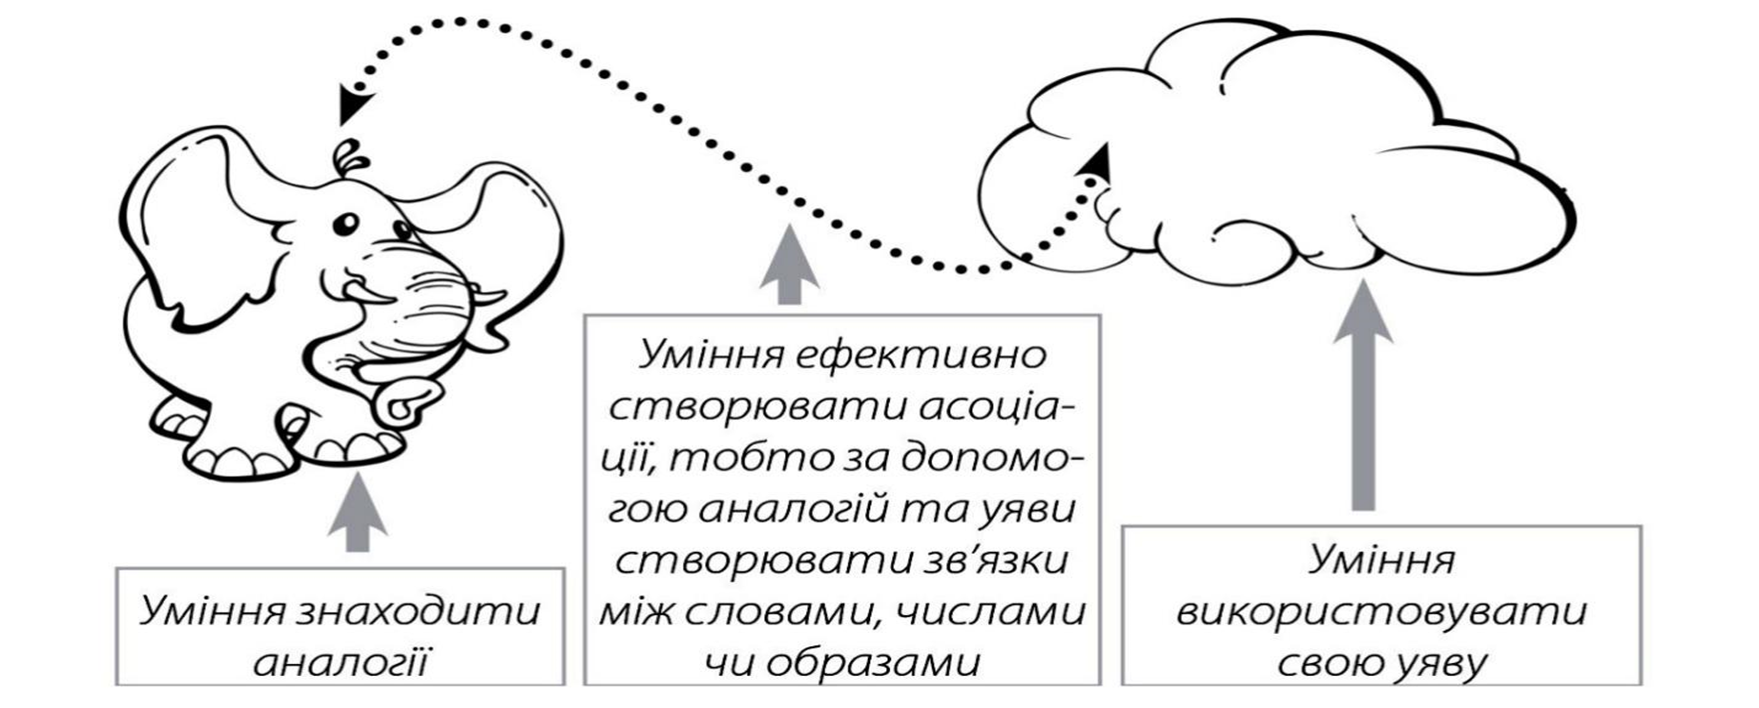 Уміння знаходити
аналогії
Уміння ефективно
створювати асоціа-
ції, тобто за допомо-
гою аналогій та уяви
створювати зв’язки
між словами, числами
чи образами
Уміння
використовувати
свою уяву